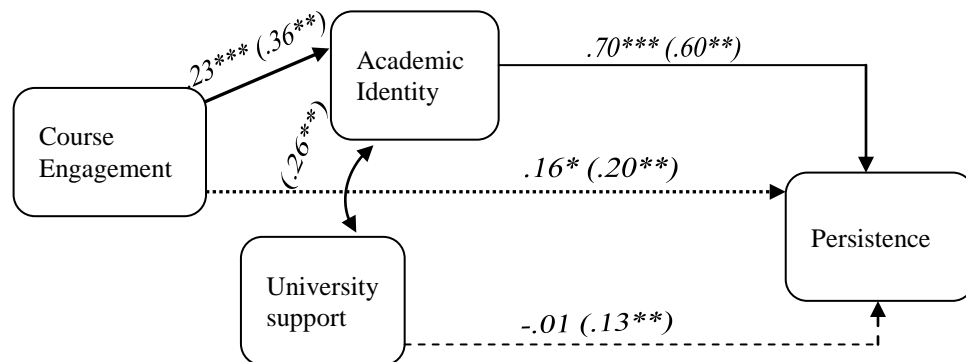 .23*** (.36**)
Academic
Identity
.70*** (.60**)
Course
Engagement
(.26**)
.16* (.20**)
Persistence
University
support
-.01 (.13**)